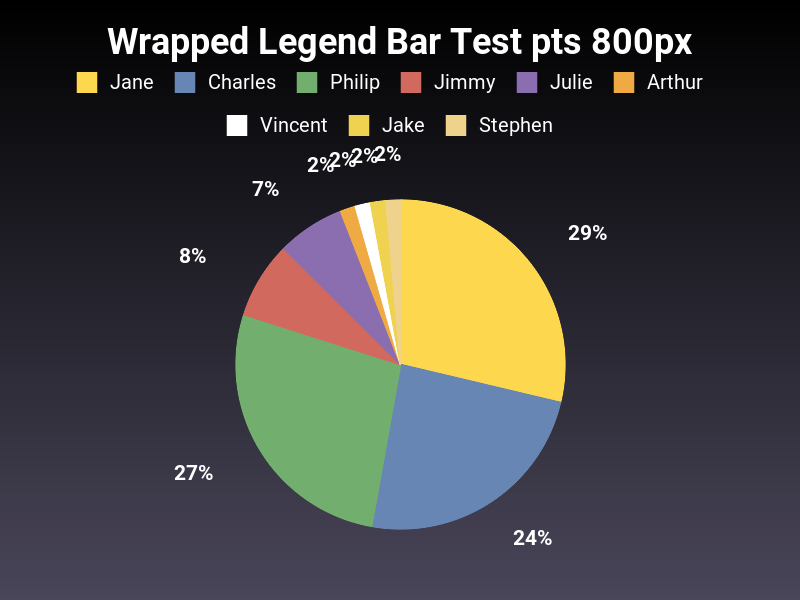 Wrapped Legend Bar Test pts 800px
Jane Charles Philip Jimmy Julie Arthur
Vincent Jake Stephen
2% 2% 2% 2%
7%
29%
8%
27%
24%